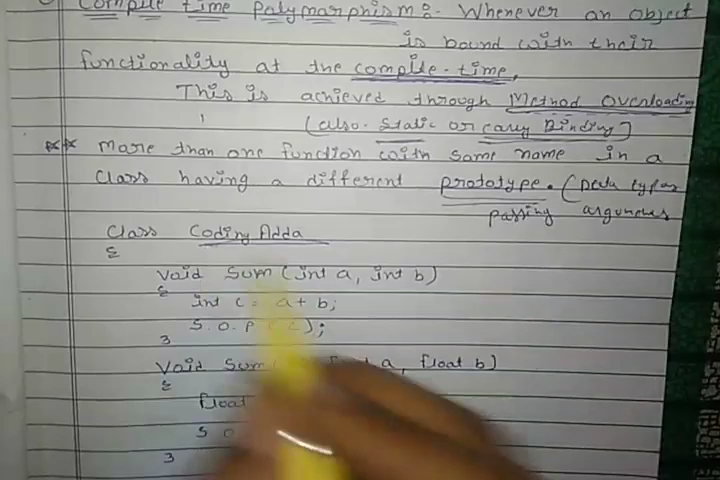 Compile time Polymorphism:- Whenever an object
is bound with their
functionality at the compile-time,
This is achieved through Method Overloading
(also. Static or early Binding)
** More than one function with same name in a
Class having a different prototype. (Data types
passing
Class Coding Adda
{
Void Sum (int a, int b)
{
int c = a + b;
S.O.P (c);
}
Void Sum a, float b)
{
float
S O
}